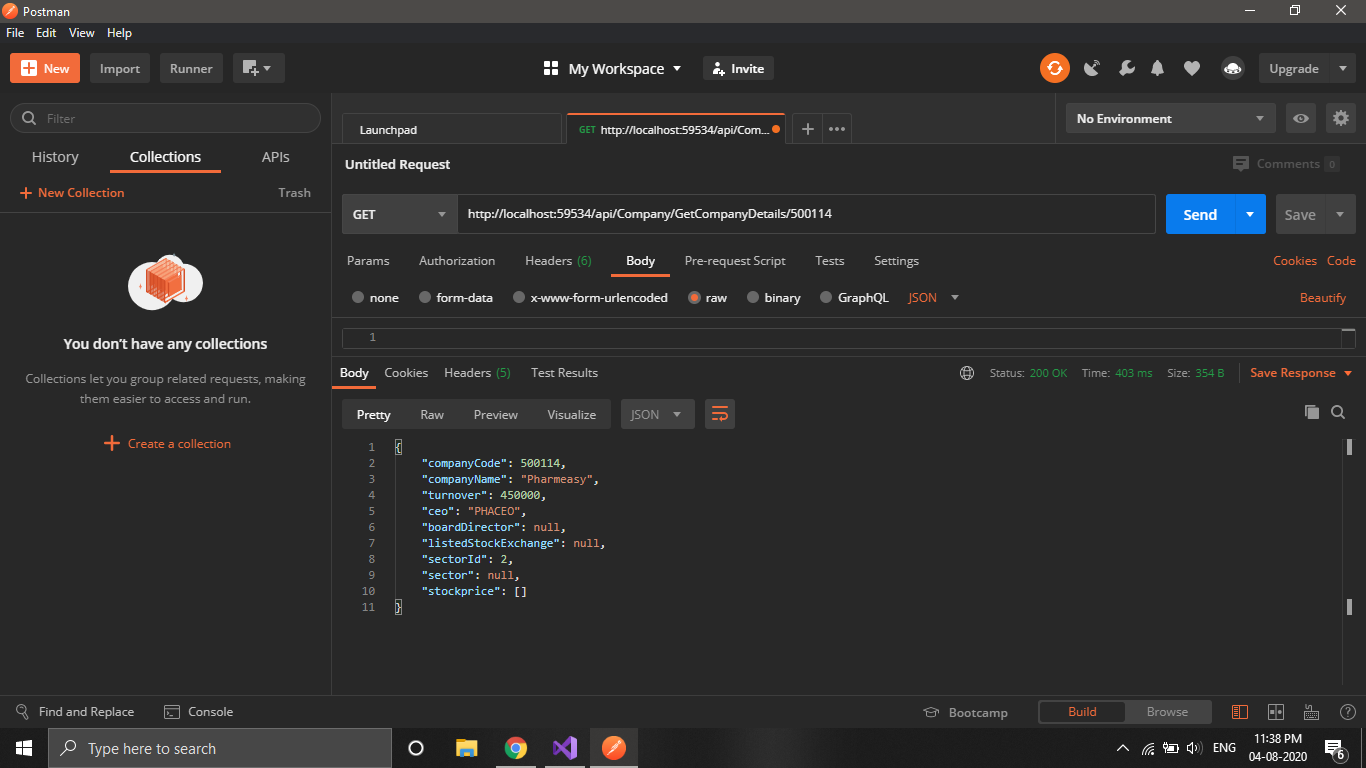 Postman
File Edit View Help
New Import Runner My Workspace Invite Upgrade
Filter
History Collections APIs
New Collection Trash
You don't have any collections
Collections let you group related requests, making
them easier to access and run.
Create a collection
Launchpad GET http://localhost:59534/api/Com... No Environment
Untitled Request Comments 0
GET http://localhost:59534/api/Company/GetCompanyDetails/500114 Send Save
Params Authorization Headers (6) Body Pre-request Script Tests Settings Cookies Code
none form-data x-www-form-urlencoded raw binary GraphQL JSON Beautify
1
Body Cookies Headers (5) Test Results Status: 200 OK Time: 403 ms Size: 354 B Save Response
Pretty Raw Preview Visualize JSON
1 {
2 "companyCode": 500114,
3 "companyName": "Pharmeasy",
4 "turnover": 450000,
5 "ceo": "PHACEO",
6 "boardDirector": null,
7 "listedStockExchange": null,
8 "sectorId": 2,
9 "sector": null,
10 "stockprice": []
11 }
Find and Replace Console Bootcamp Build Browse
Type here to search ENG 11:38 PM
04-08-2020 6